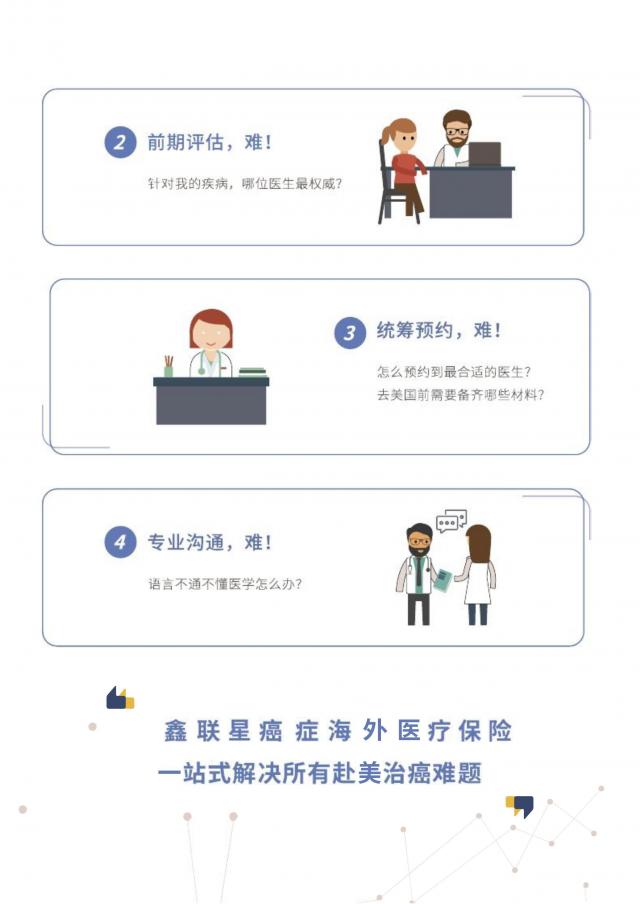 2 前期评估，难！
针对我的疾病，哪位医生最权威？
3 统筹预约，难！
怎么预约到最合适的医生？
去美国前需要备齐哪些材料？
4 专业沟通，难！
语言不通不懂医学怎么办？
鑫联星癌症海外医疗保险
一站式解决所有赴美治癌难题